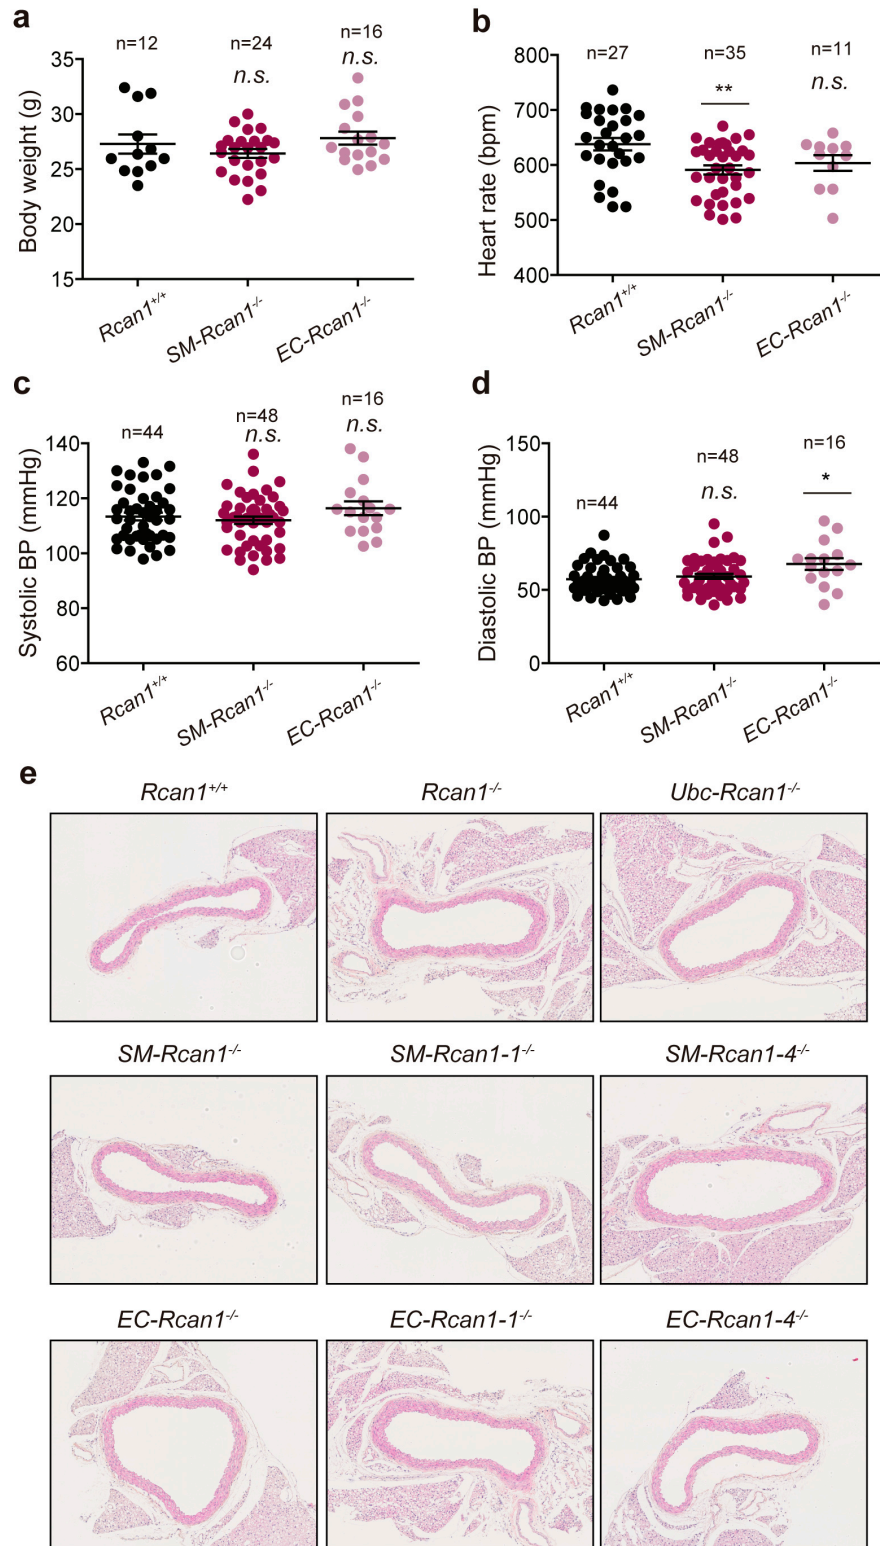 a
n=12
n=24
n=16
n.s.
n.s.
Body weight (g)
35
30
25
20
15
Rcan1+/+
SM-Rcan1-/-
EC-Rcan1-/-
b
n=27
n=35
n=11
**
n.s.
Heart rate (bpm)
800
700
600
500
400
Rcan1+/+
SM-Rcan1-/-
EC-Rcan1-/-
c
n=44
n=48
n=16
n.s.
n.s.
Systolic BP (mmHg)
140
120
100
80
60
Rcan1+/+
SM-Rcan1-/-
EC-Rcan1-/-
d
n=44
n=48
n=16
n.s.
*
Diastolic BP (mmHg)
150
100
50
0
Rcan1+/+
SM-Rcan1-/-
EC-Rcan1-/-
e
Rcan1+/+ Rcan1-/- Ubc-Rcan1-/-
SM-Rcan1-/- SM-Rcan1-1-/- SM-Rcan1-4-/-
EC-Rcan1-/- EC-Rcan1-1-/- EC-Rcan1-4-/-